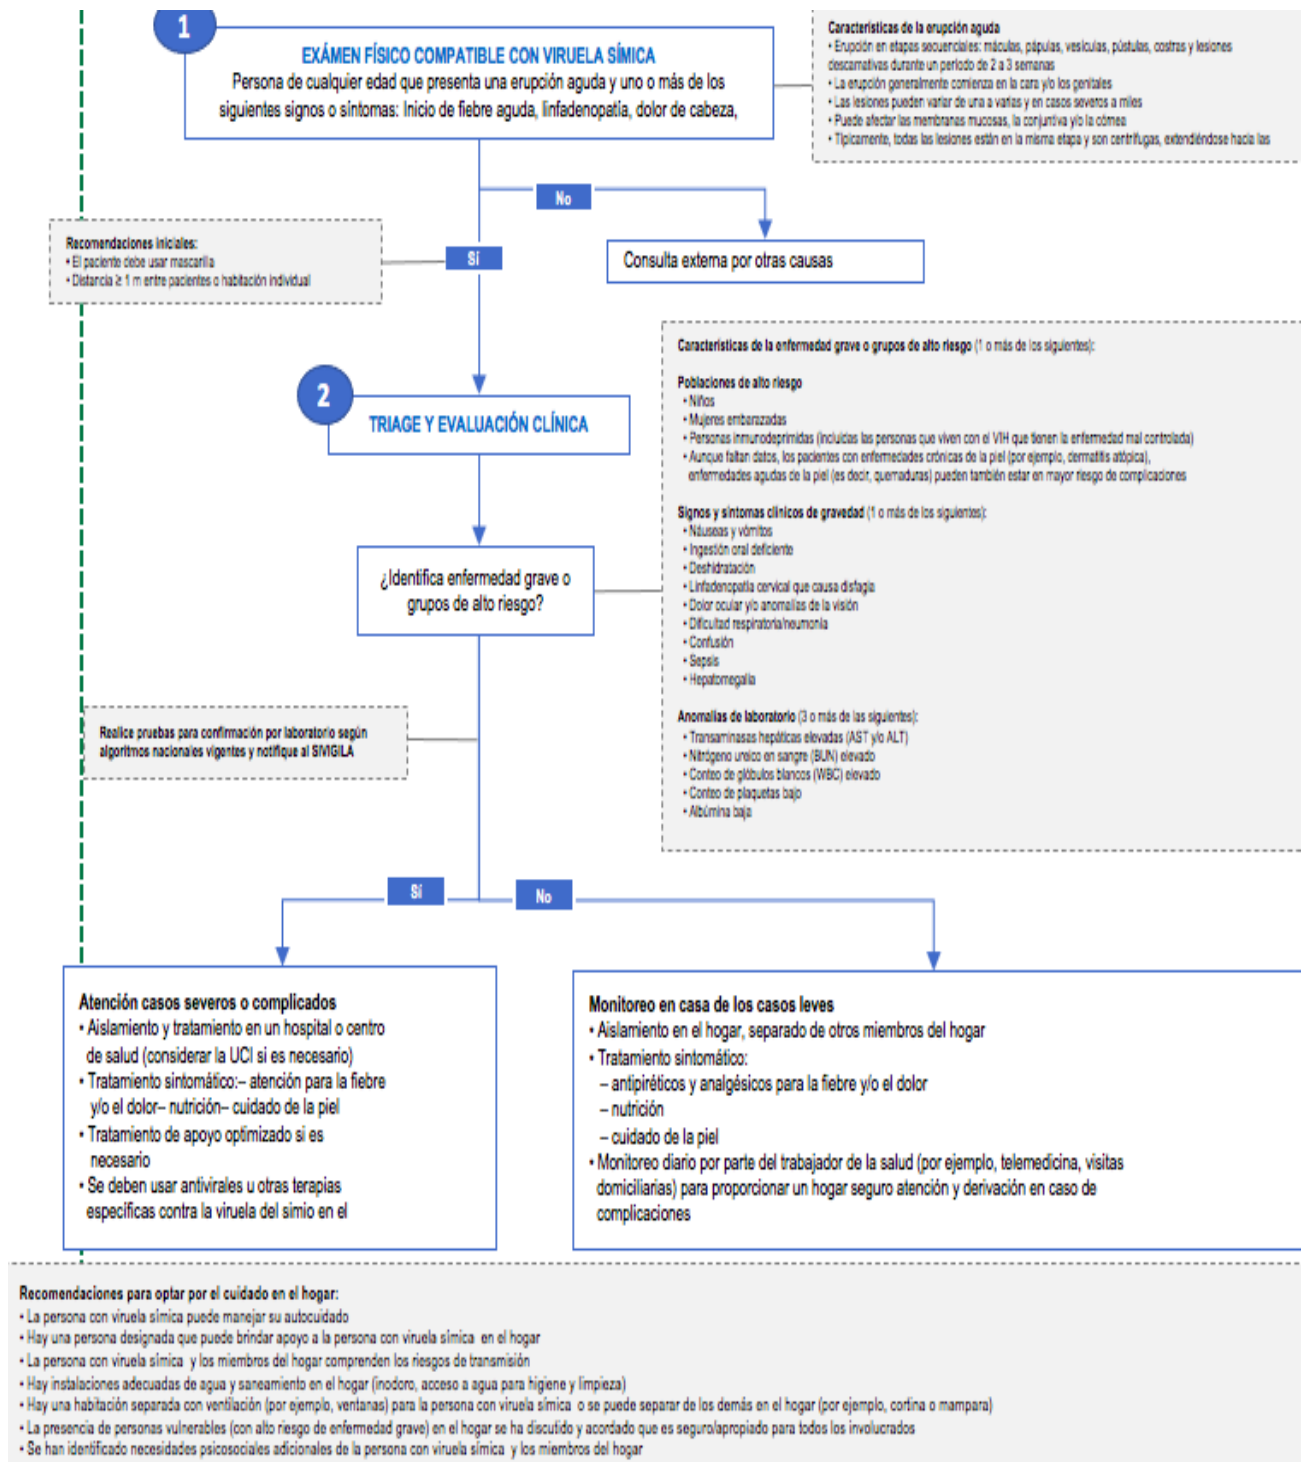 1
EXÁMEN FÍSICO COMPATIBLE CON VIRUELA SÍMICA
Persona de cualquier edad que presenta una erupción aguda y uno o más de los
siguientes signos o síntomas: Inicio de fiebre aguda, linfadenopatía, dolor de cabeza,
Características de la erupción aguda
• Erupción en etapas secuenciales: máculas, pápulas, vesículas, pústulas, costras y lesiones
descamativas durante un período de 2 a 3 semanas
• La erupción generalmente comienza en la cara y/o los genitales
• Las lesiones pueden variar de una a varias y en casos severos a miles
• Puede afectar las membranas mucosas, la conjuntiva y/o la córnea
• Típicamente, todas las lesiones están en la misma etapa y son centrífugas, extendiéndose hacia las
No
Sí
Recomendaciones iniciales:
• El paciente debe usar mascarilla
• Distancia ≥ 1 m entre pacientes o habitación individual
Consulta externa por otras causas
2
TRIAGE Y EVALUACIÓN CLÍNICA
Características de la enfermedad grave o grupos de alto riesgo (1 o más de los siguientes):
Poblaciones de alto riesgo
• Niños
• Mujeres embarazadas
• Personas inmunodeprimidas (incluidas las personas que viven con el VIH que tienen la enfermedad mal controlada)
• Aunque faltan datos, los pacientes con enfermedades crónicas de la piel (por ejemplo, dermatitis atópica),
enfermedades agudas de la piel (es decir, quemaduras) pueden también estar en mayor riesgo de complicaciones
Signos y síntomas clínicos de gravedad (1 o más de los siguientes):
• Náuseas y vómitos
• Ingestión oral deficiente
• Deshidratación
• Linfadenopatía cervical que causa disfagia
• Dolor ocular y/o anomalías de la visión
• Dificultad respiratoria/neumonía
• Confusión
• Sepsis
• Hepatomegalia
Anomalías de laboratorio (3 o más de las siguientes):
• Transaminasas hepáticas elevadas (AST y/o ALT)
• Nitrógeno ureico en sangre (BUN) elevado
• Conteo de glóbulos blancos (WBC) elevado
• Conteo de plaquetas bajo
• Albúmina baja
¿Identifica enfermedad grave o
grupos de alto riesgo?
Realice pruebas para confirmación por laboratorio según
algoritmos nacionales vigentes y notifique al SIVIGILA
Sí
No
Atención casos severos o complicados
• Aislamiento y tratamiento en un hospital o centro
de salud (considerar la UCI si es necesario)
• Tratamiento sintomático:– atención para la fiebre
y/o el dolor– nutrición– cuidado de la piel
• Tratamiento de apoyo optimizado si es
necesario
• Se deben usar antivirales u otras terapias
específicas contra la viruela del simio en el
Monitoreo en casa de los casos leves
• Aislamiento en el hogar, separado de otros miembros del hogar
• Tratamiento sintomático:
– antipiréticos y analgésicos para la fiebre y/o el dolor
– nutrición
– cuidado de la piel
• Monitoreo diario por parte del trabajador de la salud (por ejemplo, telemedicina, visitas
domiciliarias) para proporcionar un hogar seguro atención y derivación en caso de
complicaciones
Recomendaciones para optar por el cuidado en el hogar:
• La persona con viruela símica puede manejar su autocuidado
• Hay una persona designada que puede brindar apoyo a la persona con viruela símica en el hogar
• La persona con viruela símica y los miembros del hogar comprenden los riesgos de transmisión
• Hay instalaciones adecuadas de agua y saneamiento en el hogar (inodoro, acceso a agua para higiene y limpieza)
• Hay una habitación separada con ventilación (por ejemplo, ventanas) para la persona con viruela símica o se puede separar de los demás en el hogar (por ejemplo, cortina o mampara)
• La presencia de personas vulnerables (con alto riesgo de enfermedad grave) en el hogar se ha discutido y acordado que es seguro/apropiado para todos los involucrados
• Se han identificado necesidades psicosociales adicionales de la persona con viruela símica y los miembros del hogar